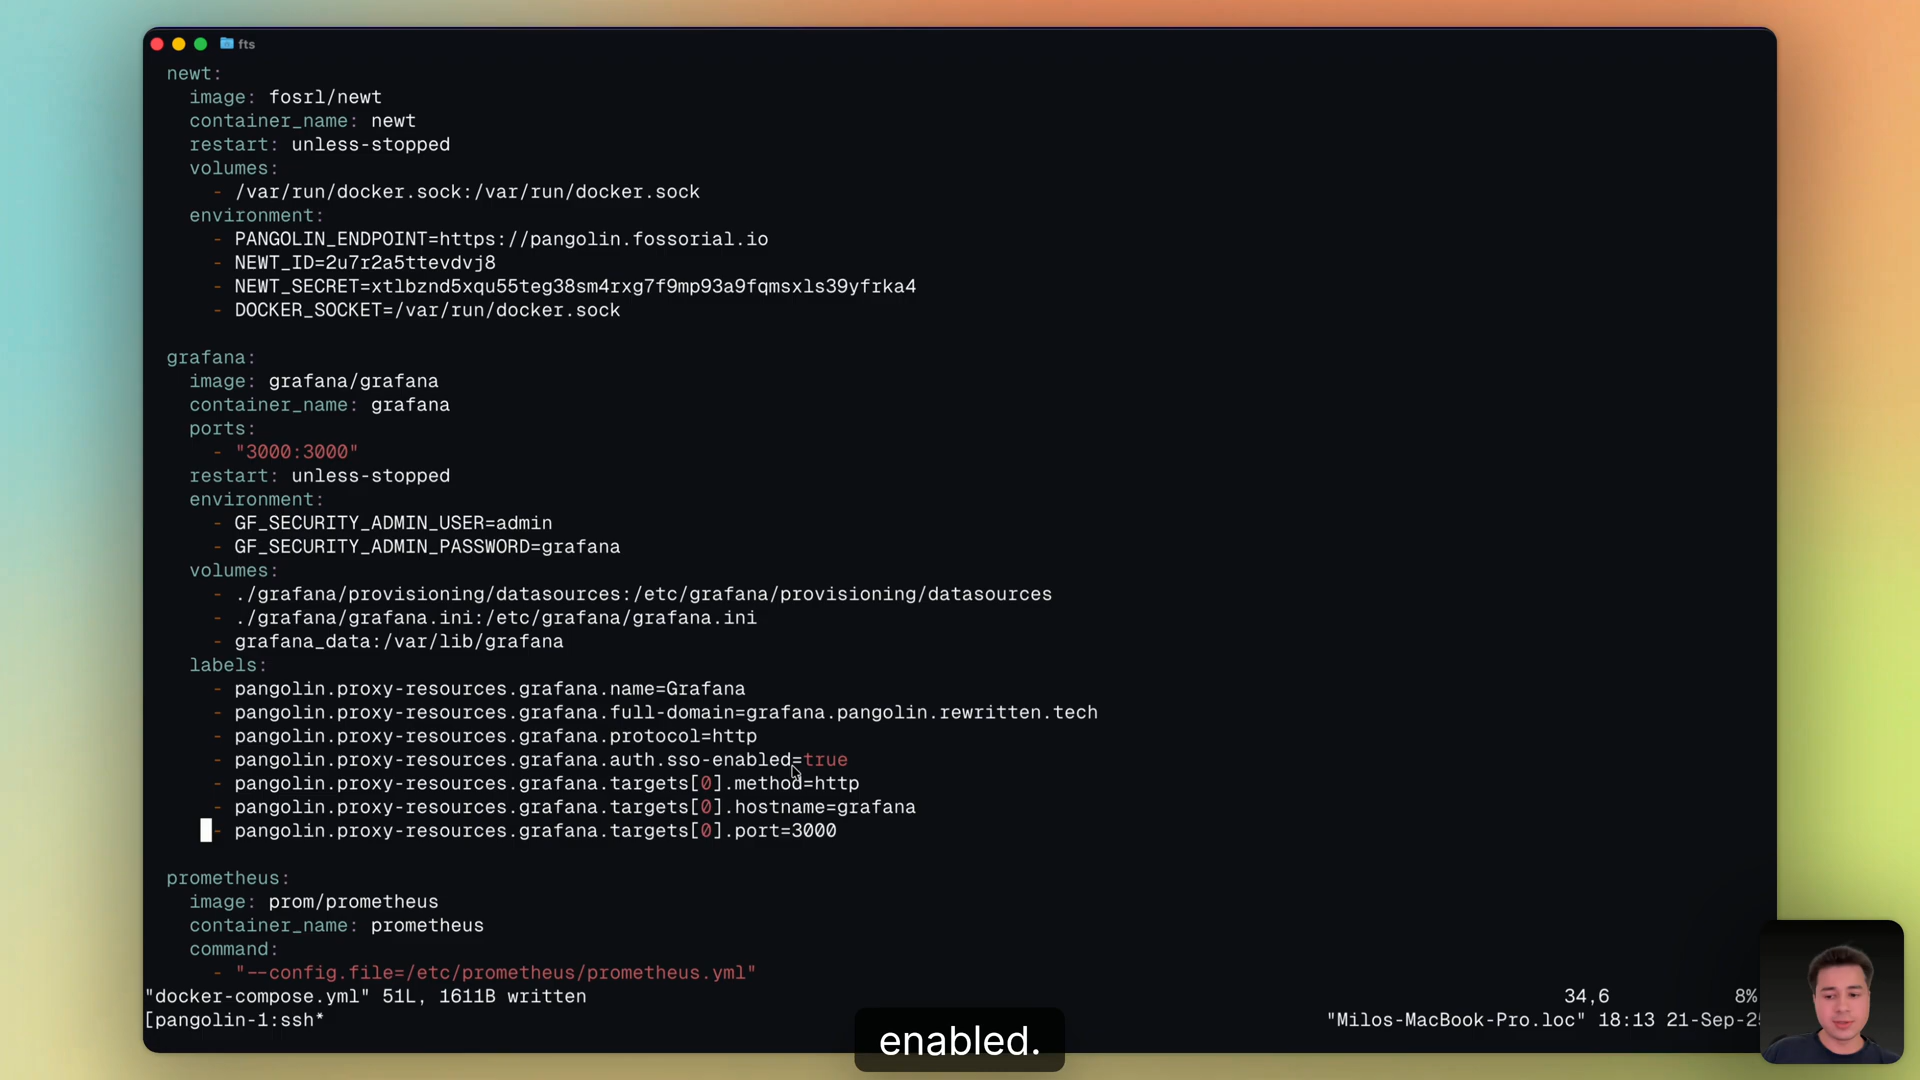 fts
newt:
image: fosrl/newt
container_name: newt
restart: unless-stopped
volumes:
- /var/run/docker.sock:/var/run/docker.sock
environment:
- PANGOLIN_ENDPOINT=https://pangolin.fossorial.io
- NEWT_ID=2u7r2a5ttevdvj8
- NEWT_SECRET=xtlbznd5xqu55teg38sm4rxg7f9mp93a9fqmsxls39yfrka4
- DOCKER_SOCKET=/var/run/docker.sock
grafana:
image: grafana/grafana
container_name: grafana
ports:
- "3000:3000"
restart: unless-stopped
environment:
- GF_SECURITY_ADMIN_USER=admin
- GF_SECURITY_ADMIN_PASSWORD=grafana
volumes:
- ./grafana/provisioning/datasources:/etc/grafana/provisioning/datasources
- ./grafana/grafana.ini:/etc/grafana/grafana.ini
- grafana_data:/var/lib/grafana
labels:
- pangolin.proxy-resources.grafana.name=Grafana
- pangolin.proxy-resources.grafana.full-domain=grafana.pangolin.rewritten.tech
- pangolin.proxy-resources.grafana.protocol=http
- pangolin.proxy-resources.grafana.auth.sso-enabled=true
- pangolin.proxy-resources.grafana.targets[0].method=http
- pangolin.proxy-resources.grafana.targets[0].hostname=grafana
- pangolin.proxy-resources.grafana.targets[0].port=3000
prometheus:
image: prom/prometheus
container_name: prometheus
command:
- "--config.file=/etc/prometheus/prometheus.yml"
"docker-compose.yml" 51L, 1611B written 34,6 8%
[pangolin-1:ssh* "Milos-MacBook-Pro.loc" 18:13 21-Sep-25
enabled.